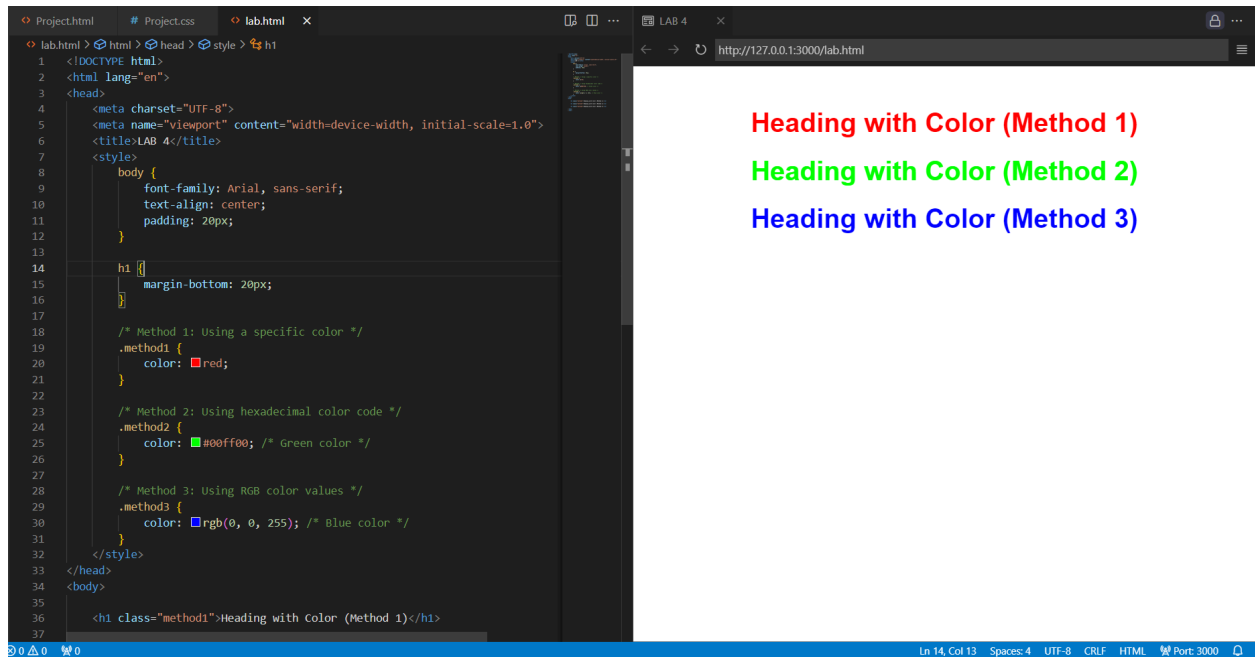 Project.html # Project.css lab.html
lab.html > html > head > style > h1
1 <!DOCTYPE html>
2 <html lang="en">
3 <head>
4 <meta charset="UTF-8">
5 <meta name="viewport" content="width=device-width, initial-scale=1.0">
6 <title>LAB 4</title>
7 <style>
8 body {
9 font-family: Arial, sans-serif;
10 text-align: center;
11 padding: 20px;
12 }
13
14 h1 {
15 margin-bottom: 20px;
16 }
17
18 /* Method 1: Using a specific color */
19 .method1 {
20 color: red;
21 }
22
23 /* Method 2: Using hexadecimal color code */
24 .method2 {
25 color: #00ff00; /* Green color */
26 }
27
28 /* Method 3: Using RGB color values */
29 .method3 {
30 color: rgb(0, 0, 255); /* Blue color */
31 }
32 </style>
33 </head>
34 <body>
35
36 <h1 class="method1">Heading with Color (Method 1)</h1>
37
LAB 4
http://127.0.0.1:3000/lab.html
Heading with Color (Method 1)
Heading with Color (Method 2)
Heading with Color (Method 3)
0 0 0
Ln 14, Col 13 Spaces: 4 UTF-8 CRLF HTML Port: 3000